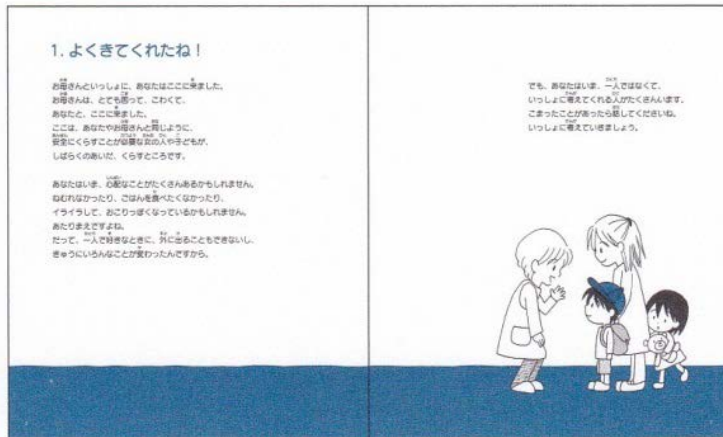 1. よくきてくれたね！
お母さんといっしょに、あなたはここに来ました。
お母さんは、とても困って、こわくて、
あなたと、ここに来ました。
ここは、あなたやお母さんと同じように、
安全にくらすことが必要な女の人や子どもが、
しばらくのあいだ、くらすところです。
あなたはいま、心配なことがたくさんあるかもしれません。
ねむれなかったり、ごはんを食べたくなかったり、
イライラして、おこりっぽくなっているかもしれません。
あたりまえですよね。
だって、一人で好きなときに、外に出ることもできないし、
きゅうにいろんなことが変わったんですから。
でも、あなたはいま、一人ではなくて、
いっしょに考えてくれる人がたくさんいます。
こまったことがあったら話してくださいね。
いっしょに考えていきましょう。